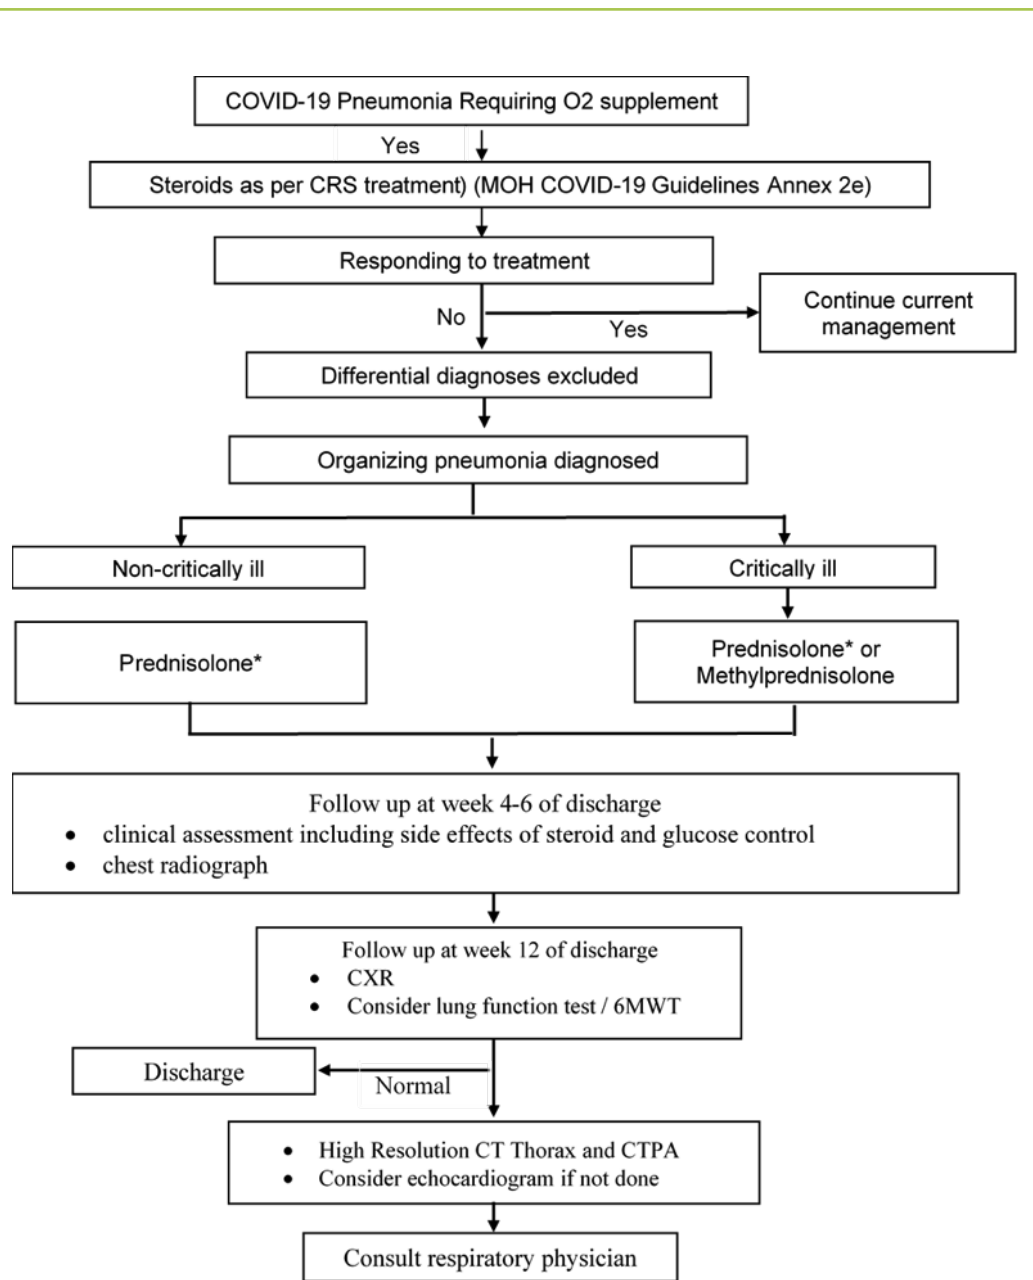 COVID-19 Pneumonia Requiring O2 supplement
Yes
Steroids as per CRS treatment) (MOH COVID-19 Guidelines Annex 2e)
Responding to treatment
No
Yes
Continue current
management
Differential diagnoses excluded
Organizing pneumonia diagnosed
Non-critically ill
Critically ill
Prednisolone*
Prednisolone* or
Methylprednisolone
Follow up at week 4-6 of discharge
• clinical assessment including side effects of steroid and glucose control
• chest radiograph
Follow up at week 12 of discharge
• CXR
• Consider lung function test / 6MWT
Discharge
Normal
• High Resolution CT Thorax and CTPA
• Consider echocardiogram if not done
Consult respiratory physician